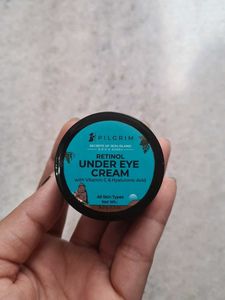 PILGRIM
SECRETS OF JEJU ISLAND
RETINOL
UNDER EYE
CREAM
with Vitamin C & Hyaluronic Acid
All Skin Types
Net Wt.